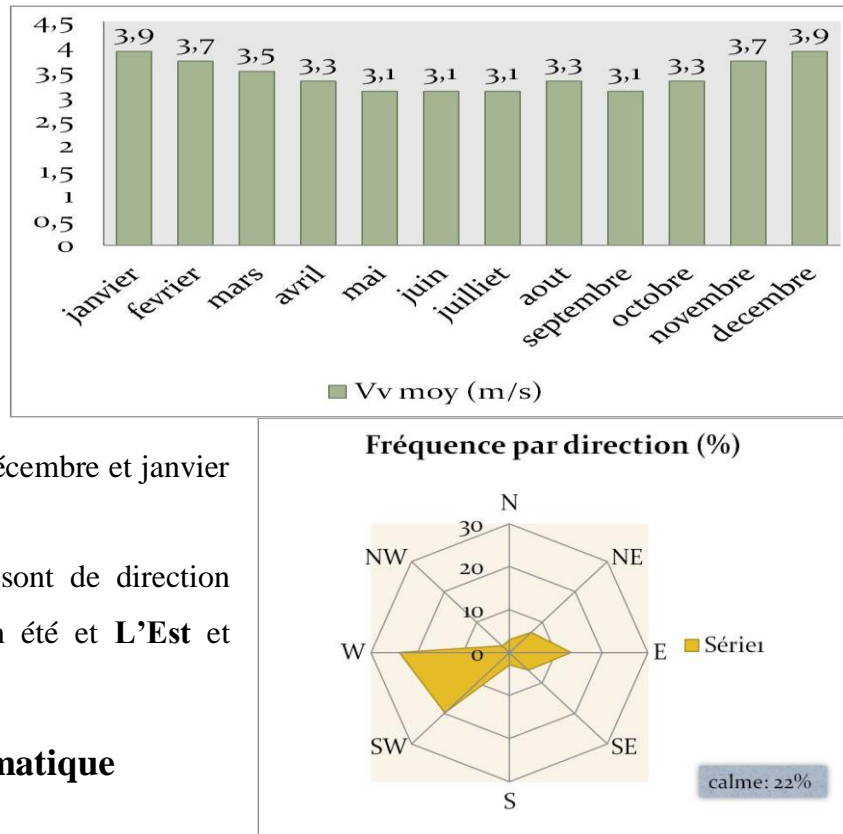 4,5
4
3,5
3
2,5
2
1,5
1
0,5
0
3,9 3,7 3,5 3,3 3,1 3,1 3,1 3,3 3,1 3,3 3,7 3,9
janvier fevrier mars avril mai juin juilliet aout septembre octobre novembre decembre
Vv moy (m/s)
écembre et janvier
sont de direction
été et L'Est et
matique
Fréquence par direction (%)
N
30
NW NE
20
10
W 0 E Série1
SW SE
S
calme: 22%